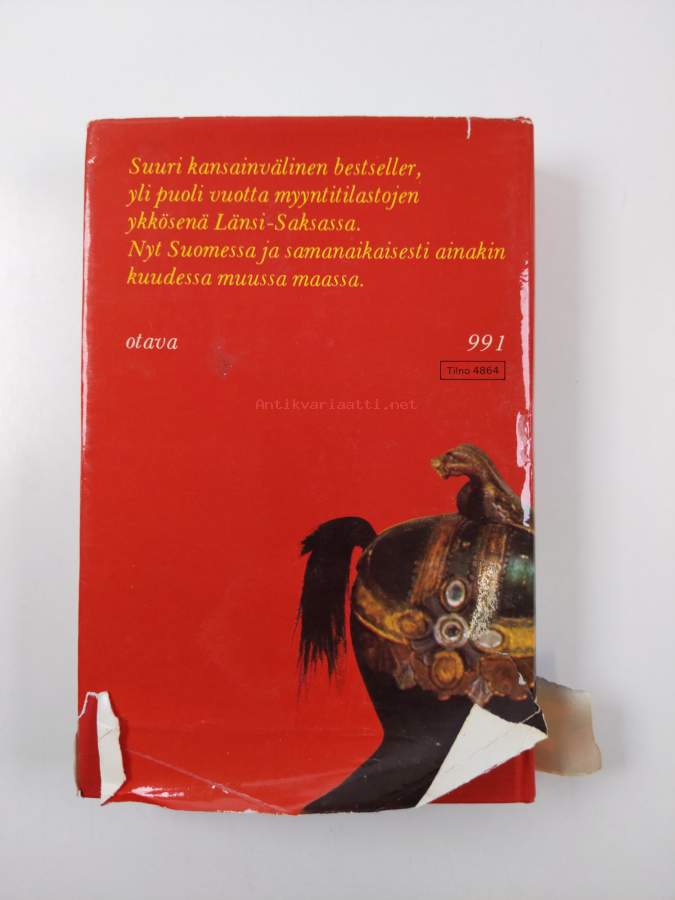 Suuri kansainvälinen bestseller,
yli puoli vuotta myyntitilastojen
ykkösenä Länsi-Saksassa.
Nyt Suomessa ja samanaikaisesti ainakin
kuudessa muussa maassa.
otava 991
Tilno 4864
Antikvariaatti.net